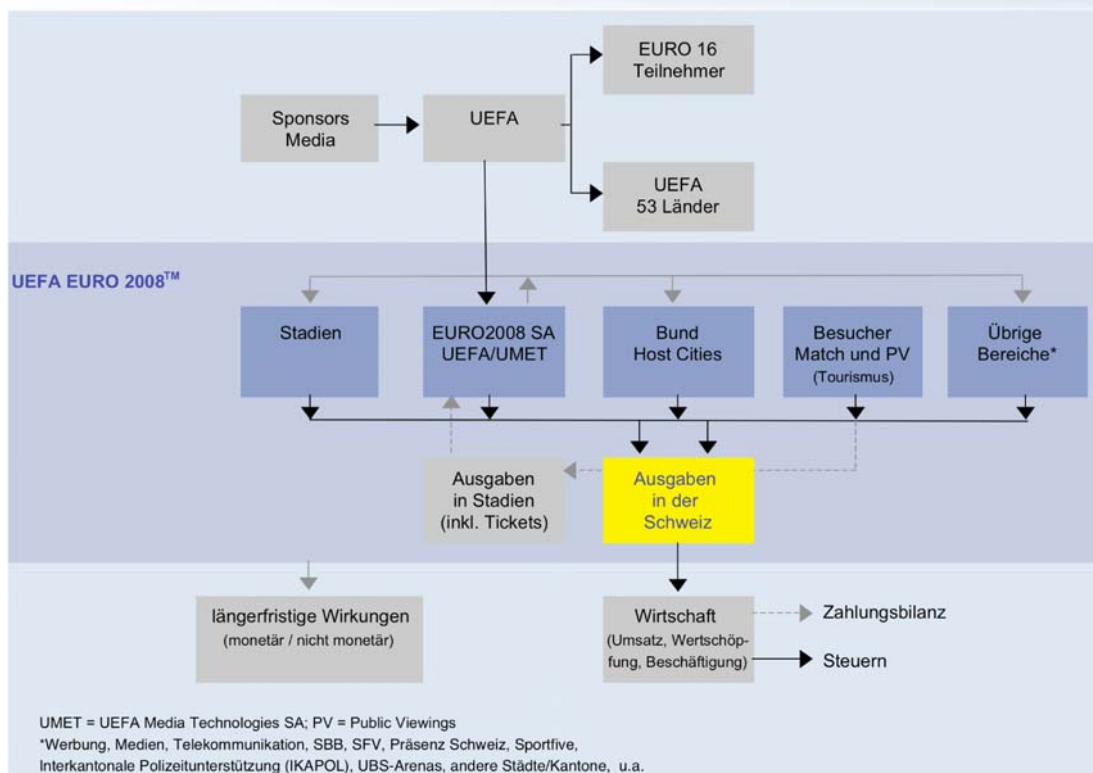 EURO 16
Teilnehmer
Sponsors
Media
UEFA
UEFA
53 Länder
UEFA EURO 2008TM
Stadien
EURO2008 SA
UEFA/UMET
Bund
Host Cities
Besucher
Match und PV
(Tourismus)
Übrige
Bereiche*
Ausgaben
in Stadien
(inkl. Tickets)
Ausgaben
in der
Schweiz
längerfristige Wirkungen
(monetär / nicht monetär)
Wirtschaft
(Umsatz, Wertschöp-
fung, Beschäftigung)
Zahlungsbilanz
Steuern
UMET = UEFA Media Technologies SA; PV = Public Viewings
*Werbung, Medien, Telekommunikation, SBB, SFV, Präsenz Schweiz, Sportfive,
Interkantonale Polizeitunterstützung (IKAPOL), UBS-Arenas, andere Städte/Kantone, u.a.